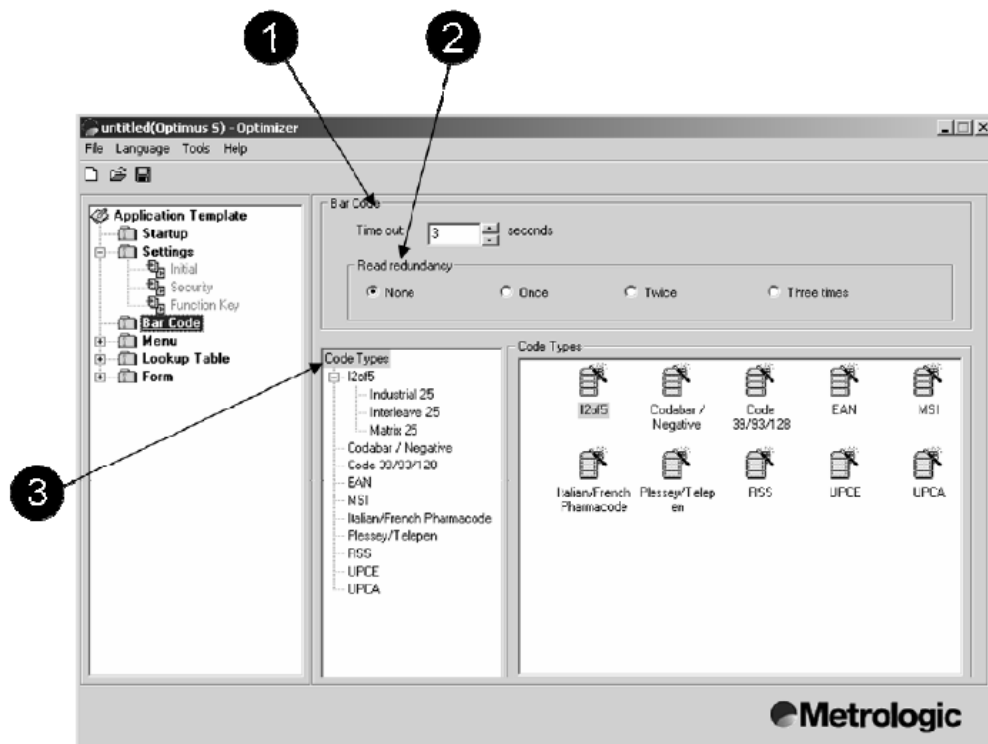 1
2
untitled(Optimus S) - Optimizer
File Language Tools Help
Application Template
Startup
Settings
Initial
Security
Function Key
Bar Code
Menu
Lookup Table
Form
Bar Code
Time out: 3 seconds
Read redundancy
None Once Twice Three times
3
Code Types
I2of5
Industrial 25
Interleave 25
Matrix 25
Codabar / Negative
Code 39/93/128
EAN
MSI
Italian/French Pharmacode
Plessey/Telepen
RSS
UPCE
UPCA
Code Types
I2of5 Codabar / Negative Code 39/93/128 EAN MSI
Italian/French Pharmacode Plessey/Telep en RSS UPCE UPCA
Metrologic